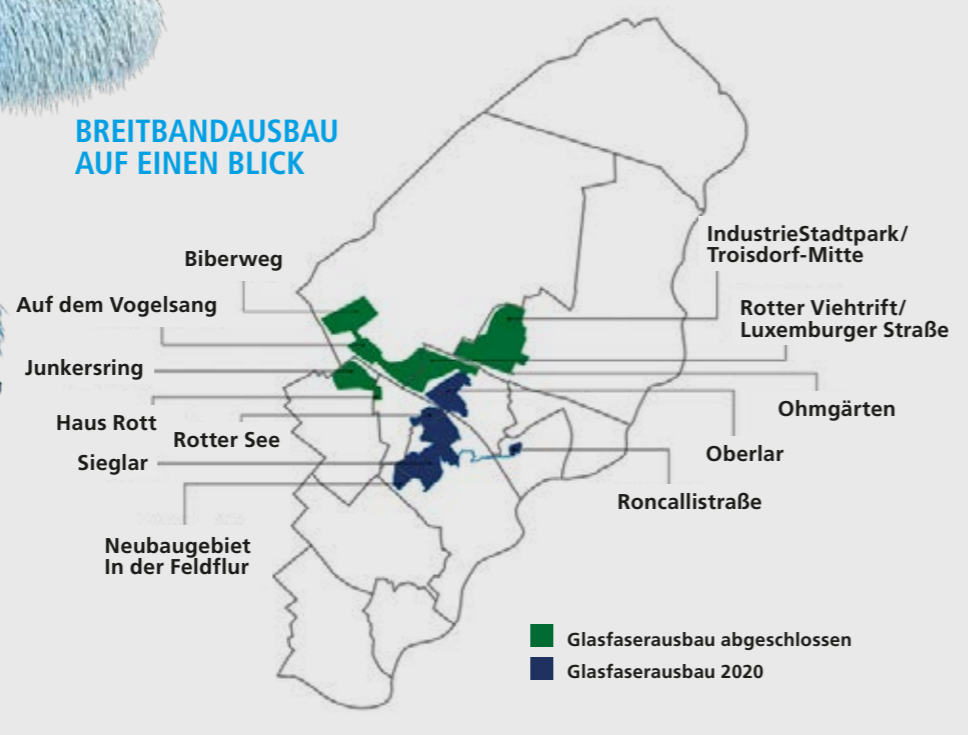 BREITBANDAUSBAU
AUF EINEN BLICK
Biberweg
Auf dem Vogelsang
Junkersring
Haus Rott
Rotter See
Sieglar
Neubaugebiet
In der Feldflur
IndustrieStadtpark/
Troisdorf-Mitte
Rotter Viehtrift/
Luxemburger Straße
Ohmgärten
Oberlar
Roncallistraße
Glasfaserausbau abgeschlossen
Glasfaserausbau 2020